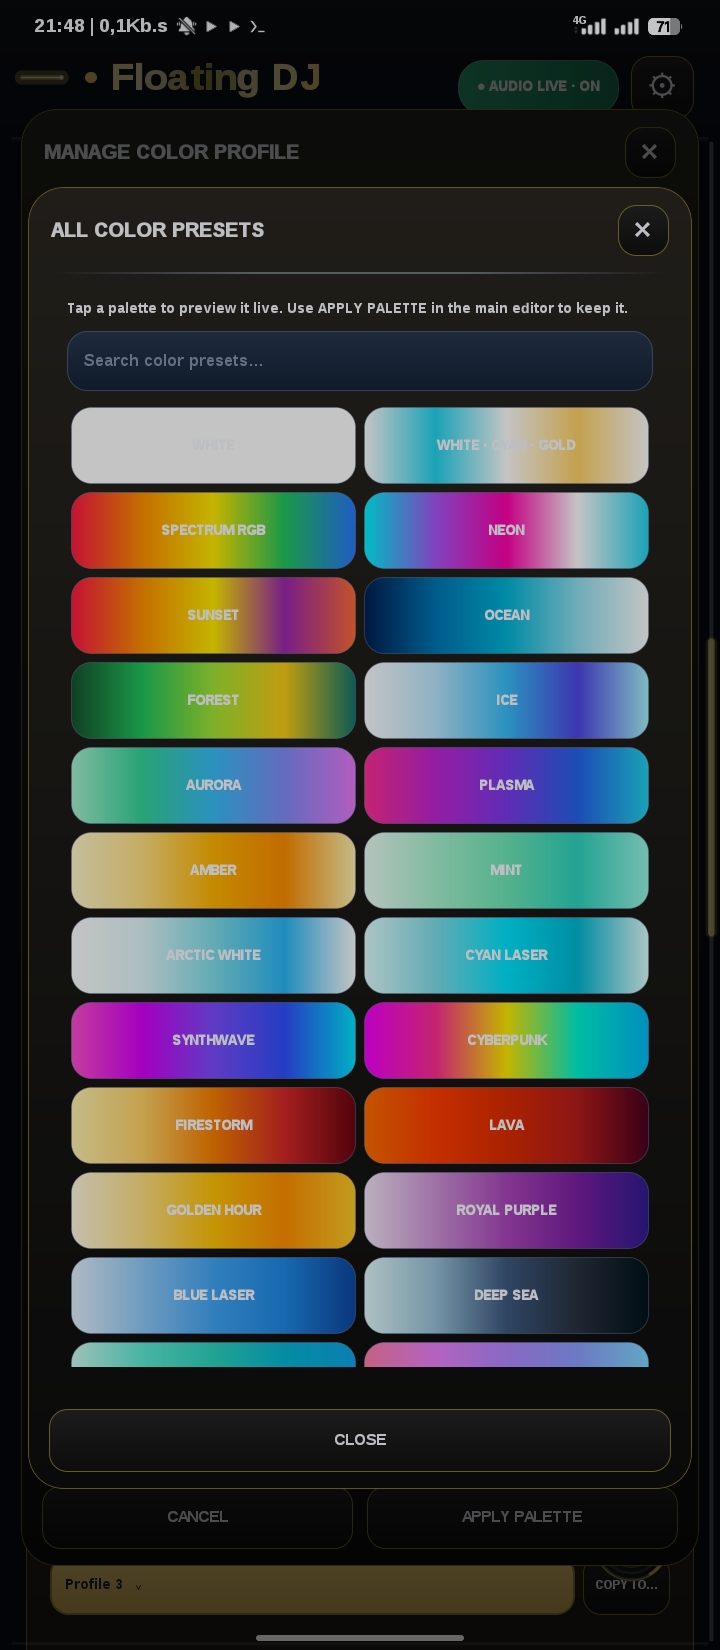 21:48 | 0,1Kb.s
4G
71
Floating DJ
• AUDIO LIVE · ON
MANAGE COLOR PROFILE
ALL COLOR PRESETS
Tap a palette to preview it live. Use APPLY PALETTE in the main editor to keep it.
Search color presets...
WHITE
WHITE · CYAN · GOLD
SPECTRUM RGB
NEON
SUNSET
OCEAN
FOREST
ICE
AURORA
PLASMA
AMBER
MINT
ARCTIC WHITE
CYAN LASER
SYNTHWAVE
CYBERPUNK
FIRESTORM
LAVA
GOLDEN HOUR
ROYAL PURPLE
BLUE LASER
DEEP SEA
CLOSE
CANCEL
APPLY PALETTE
Profile 3
COPY TO...